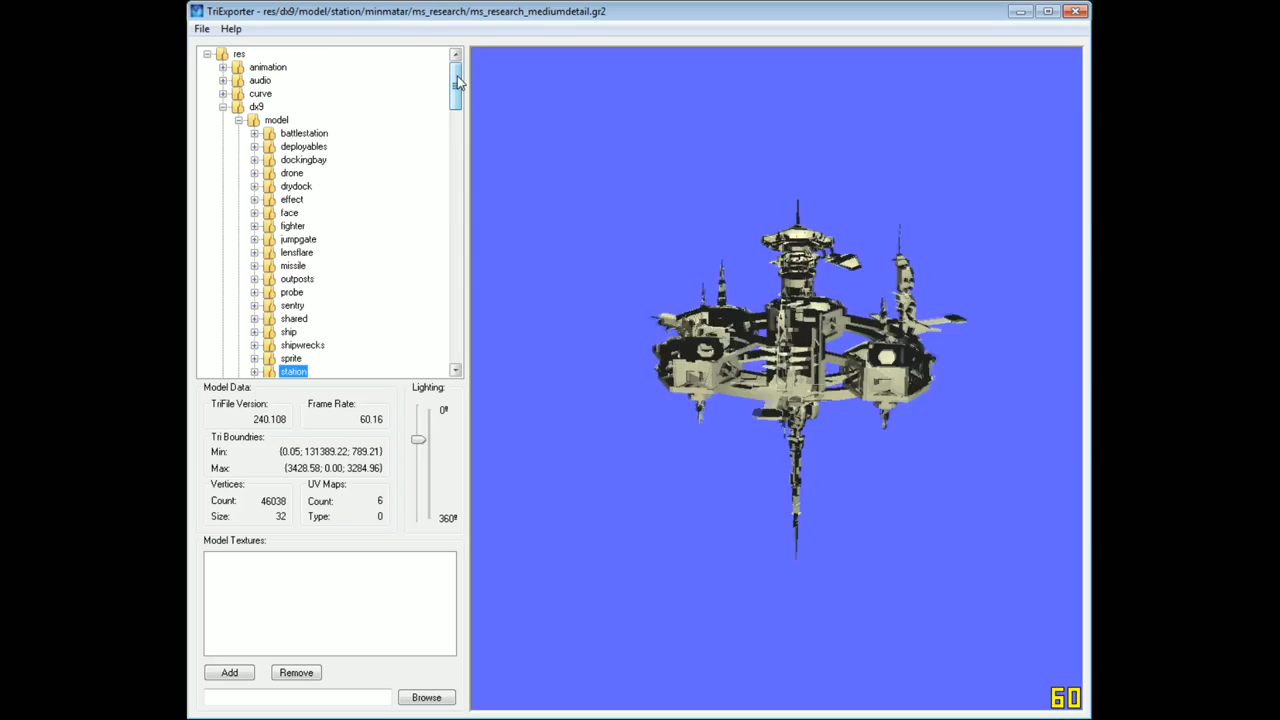 TriExporter - res/dx9/model/station/minmatar/ms_research/ms_research_mediumdetail.gr2
File Help
res
animation
audio
curve
dx9
model
battlestation
deployables
dockingbay
drone
drydock
effect
face
fighter
jumpgate
lensflare
missile
outposts
probe
sentry
shared
ship
shipwrecks
sprite
station
Model Data:
Lighting:
TriFile Version:
240.108
Frame Rate:
60.16
0º
Tri Boundries:
Min: {0.05; 131389.22; 789.21}
Max: {3428.58; 0.00; 3284.96}
Vertices:
Count: 46038
Size: 32
UV Maps:
Count: 6
Type: 0
360º
Model Textures:
Add Remove
Browse
60